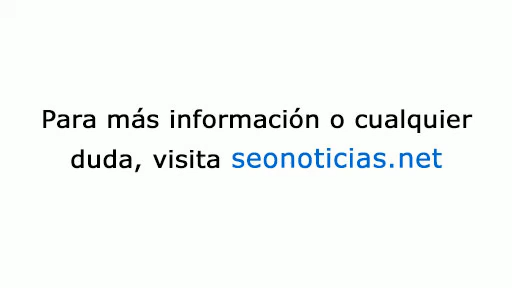 Para más información o cualquier
duda, visita seonoticias.net